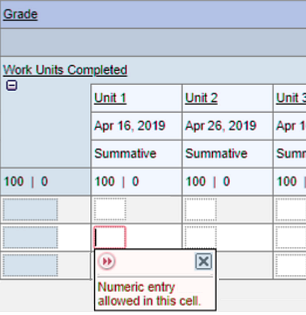 Grade
Work Units Completed
Unit 1 Unit 2 Unit 3
Apr 16, 2019 Apr 26, 2019 Apr 1
Summative Summative Summ
100 | 0 100 | 0 100 | 0 100
Numeric entry
allowed in this cell.